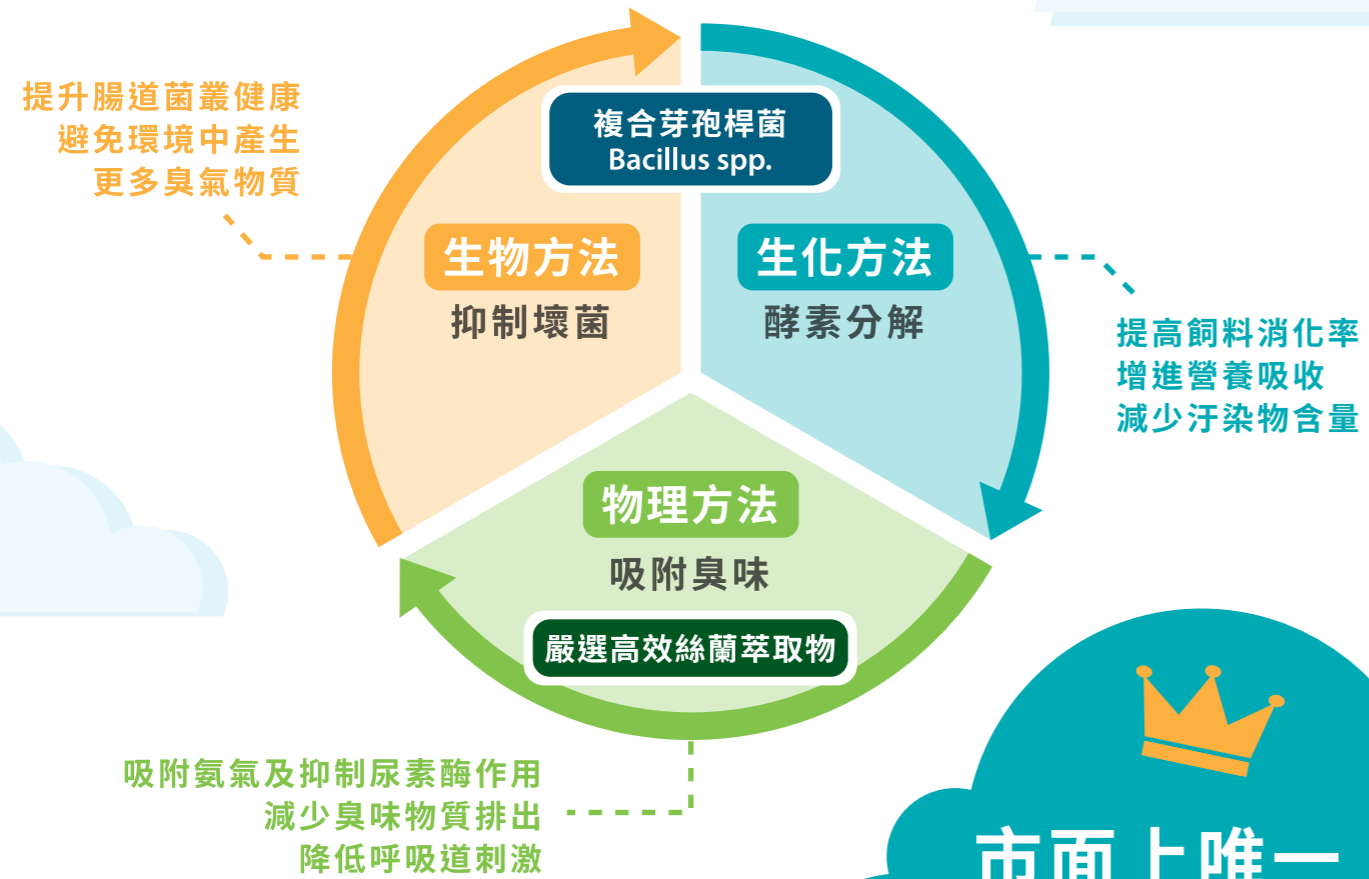 提升腸道菌叢健康
避免環境中產生
更多臭氣物質
複合芽孢桿菌
Bacillus spp.
生物方法
抑制壞菌
生化方法
酵素分解
提高飼料消化率
增進營養吸收
減少汙染物含量
物理方法
吸附臭味
嚴選高效絲蘭萃取物
吸附氨氣及抑制尿素酶作用
減少臭味物質排出
降低呼吸道刺激
市面上唯一